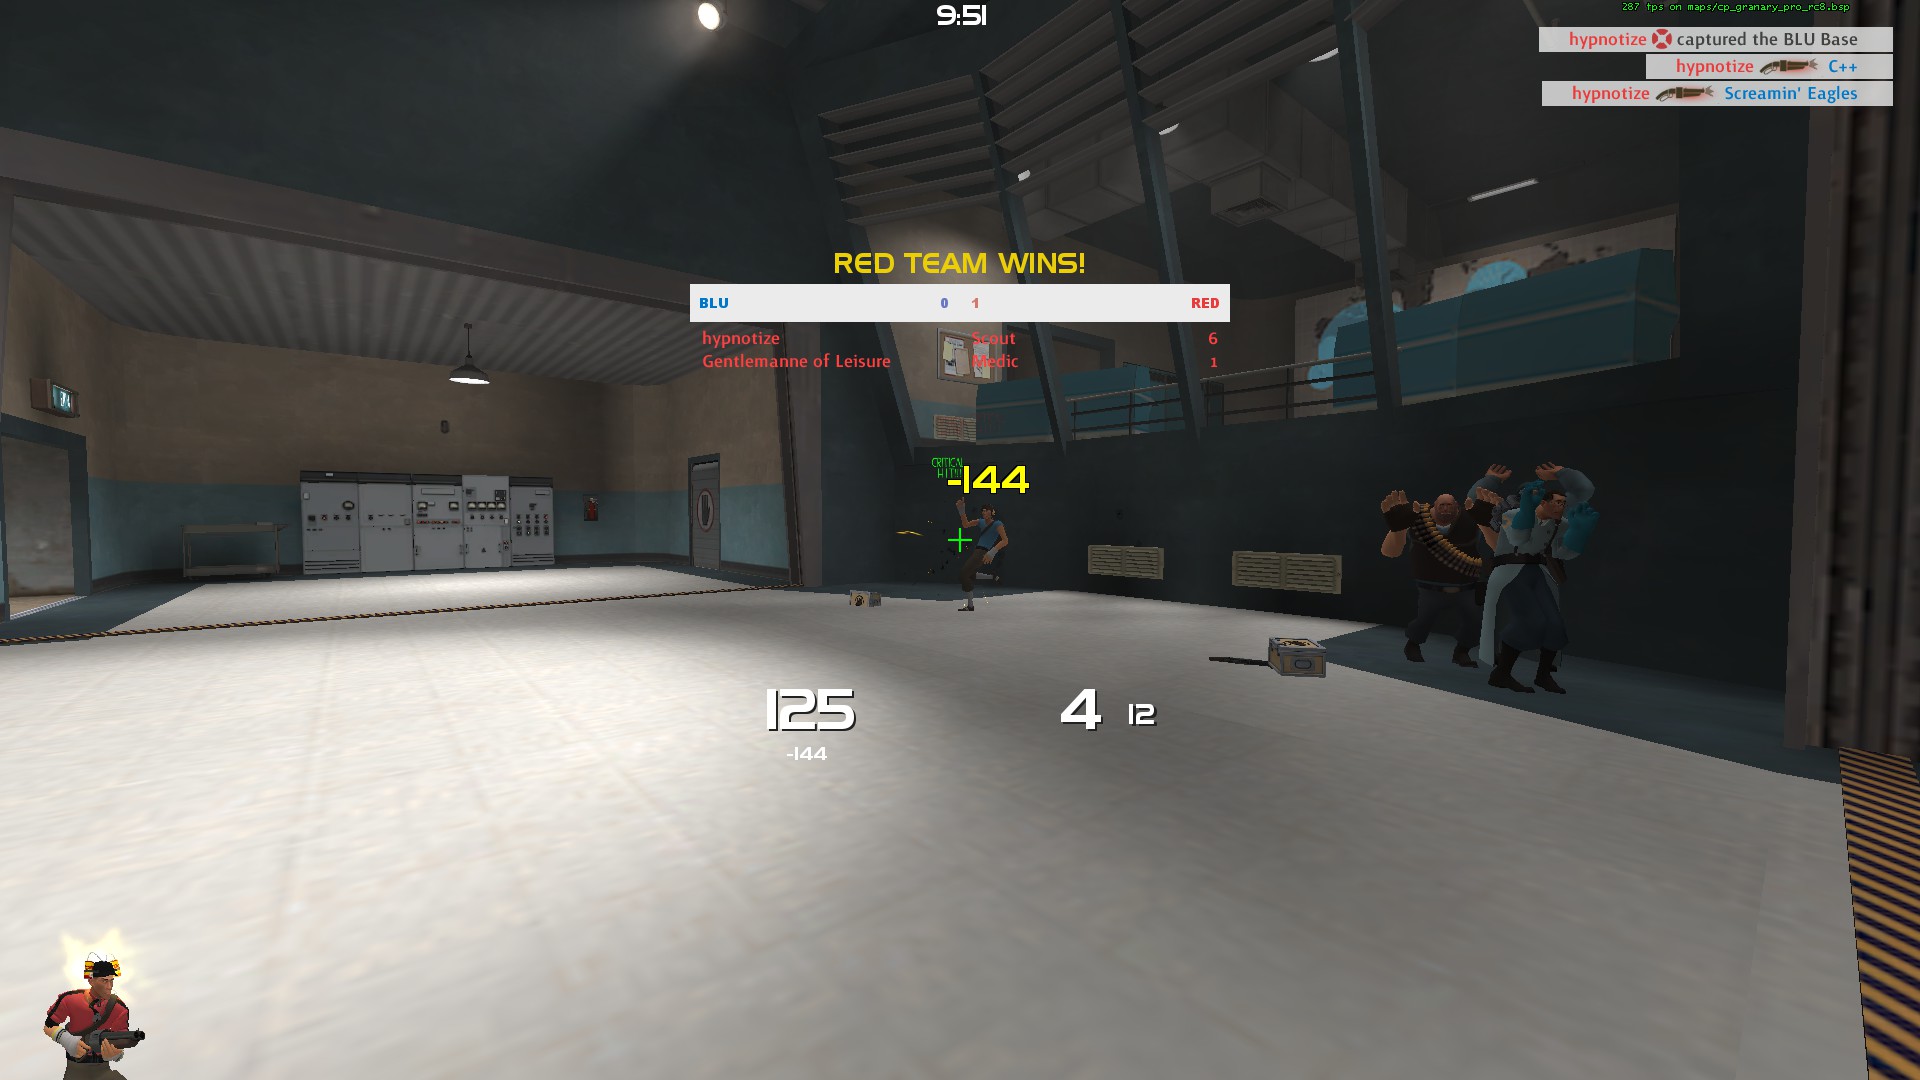 9:51
287 fps on maps/cp_granary_pro_rc8.bsp
hypnotize captured the BLU Base
hypnotize C++
hypnotize Screamin' Eagles
RED TEAM WINS!
BLU 0 1 RED
hypnotize Scout 6
Gentlemanne of Leisure Medic 1
CRITICAL
HIT!!!
-144
125
4 12
-144